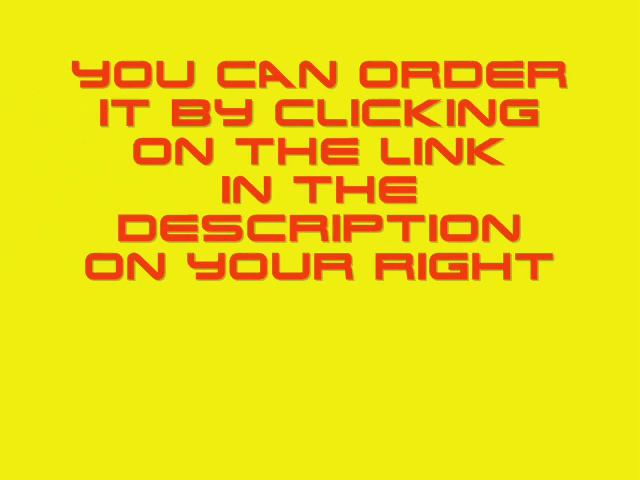 YOU CAN ORDER
IT BY CLICKING
ON THE LINK
IN THE
DESCRIPTION
ON YOUR RIGHT